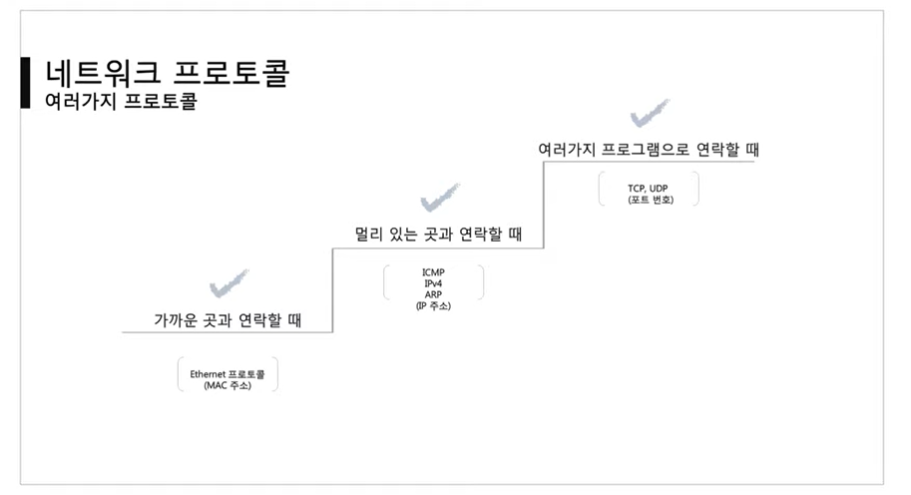 네트워크 프로토콜
여러가지 프로토콜
여러가지 프로그램으로 연락할 때
TCP, UDP
(포트 번호)
멀리 있는 곳과 연락할 때
ICMP
IPv4
ARP
(IP 주소)
가까운 곳과 연락할 때
Ethernet 프로토콜
(MAC 주소)